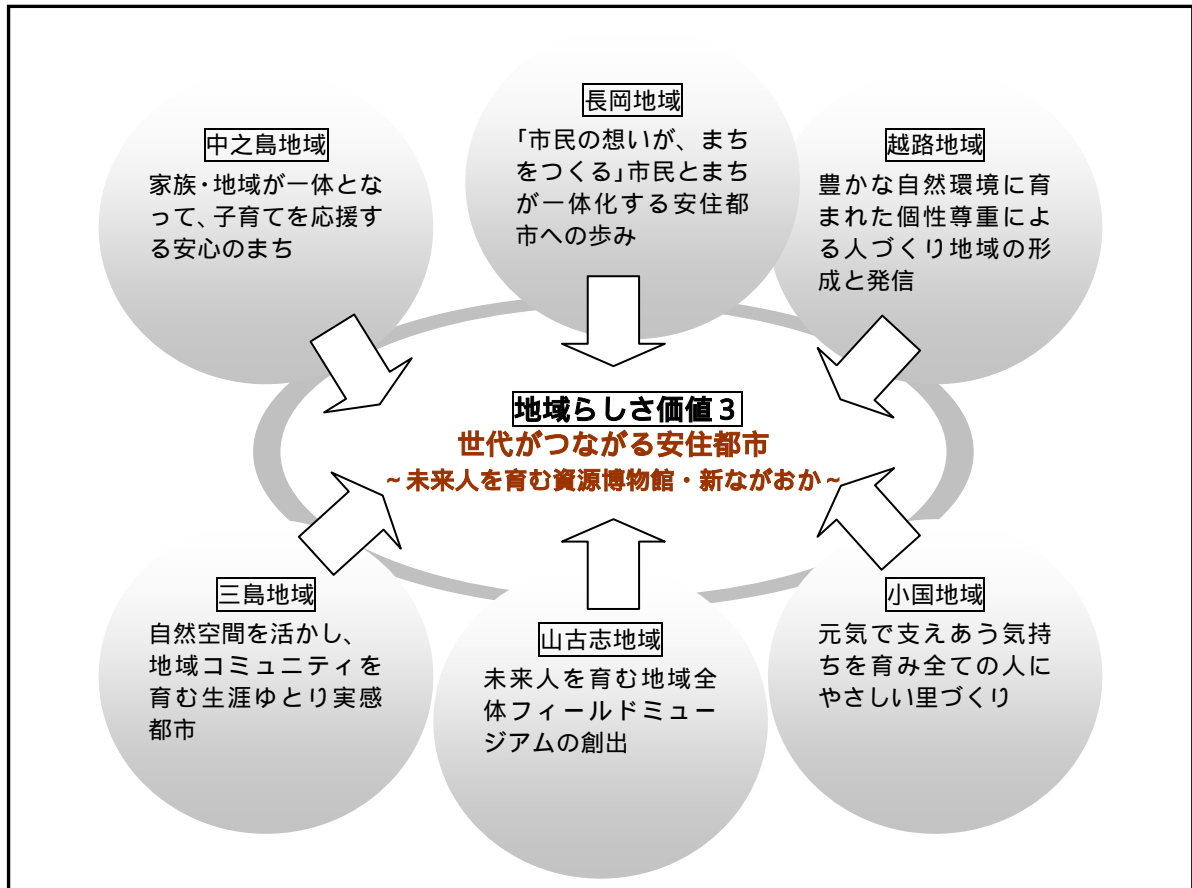 長岡地域
「市民の想いが、まち
をつくる」市民とまち
が一体化する安住都
市への歩み
中之島地域
家族・地域が一体とな
って、子育てを応援す
る安心のまち
越路地域
豊かな自然環境に育
まれた個性尊重によ
る人づくり地域の形
成と発信
地域らしさ価値３
世代がつながる安住都市
~未来人を育む資源博物館・新ながおか~
三島地域
自然空間を活かし、
地域コミュニティを
育む生涯ゆとり実感
都市
山古志地域
未来人を育む地域全
体フィールドミュー
ジアムの創出
小国地域
元気で支えあう気持
ちを育み全ての人に
やさしい里づくり